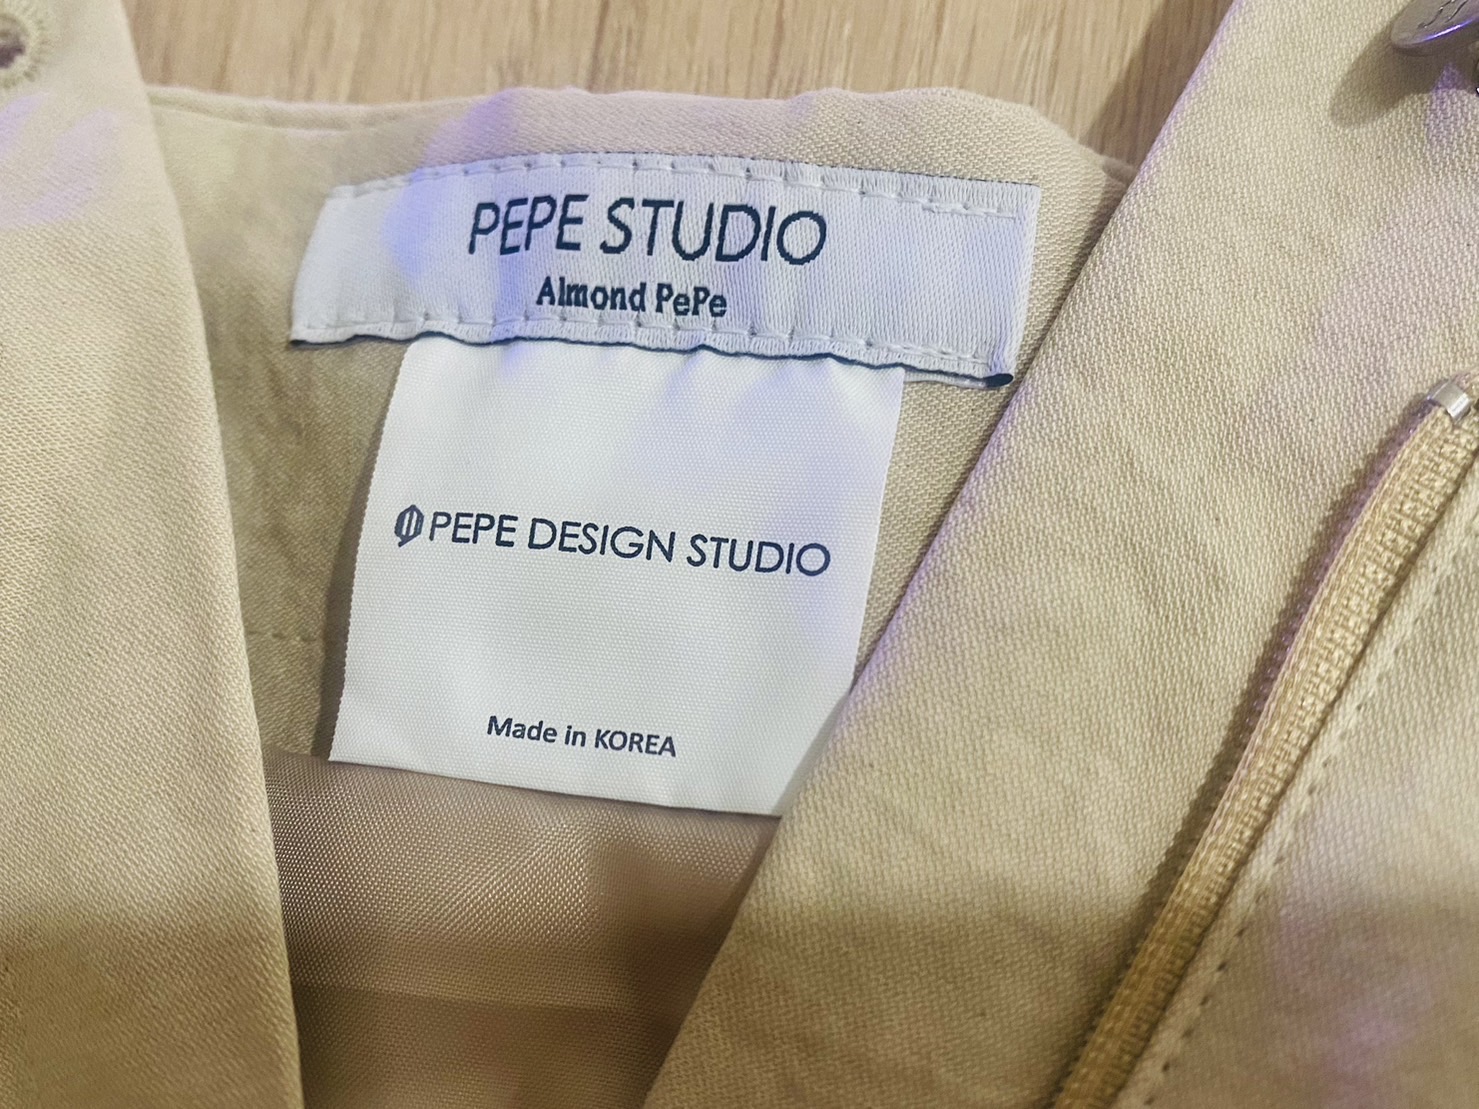 PEPE STUDIO
Almond PePe
PEPE DESIGN STUDIO
Made in KOREA